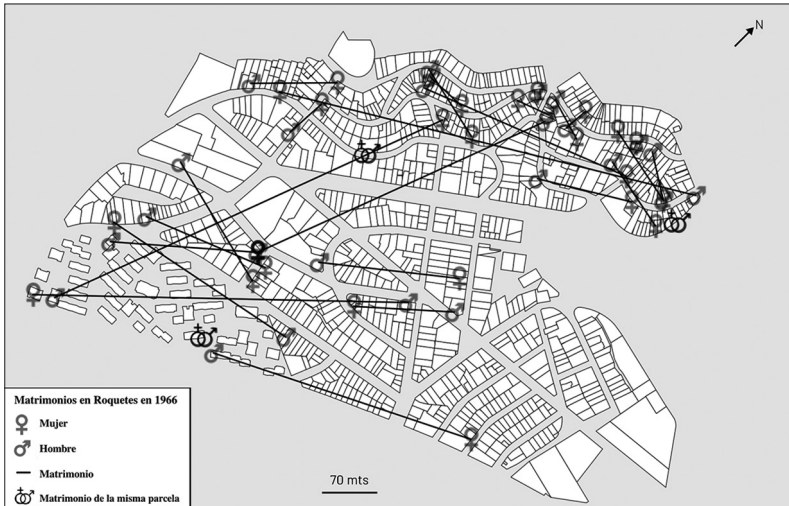 N
Matrimonios en Roquetes en 1966
Mujer
Hombre
Matrimonio
Matrimonio de la misma parcela
70 mts